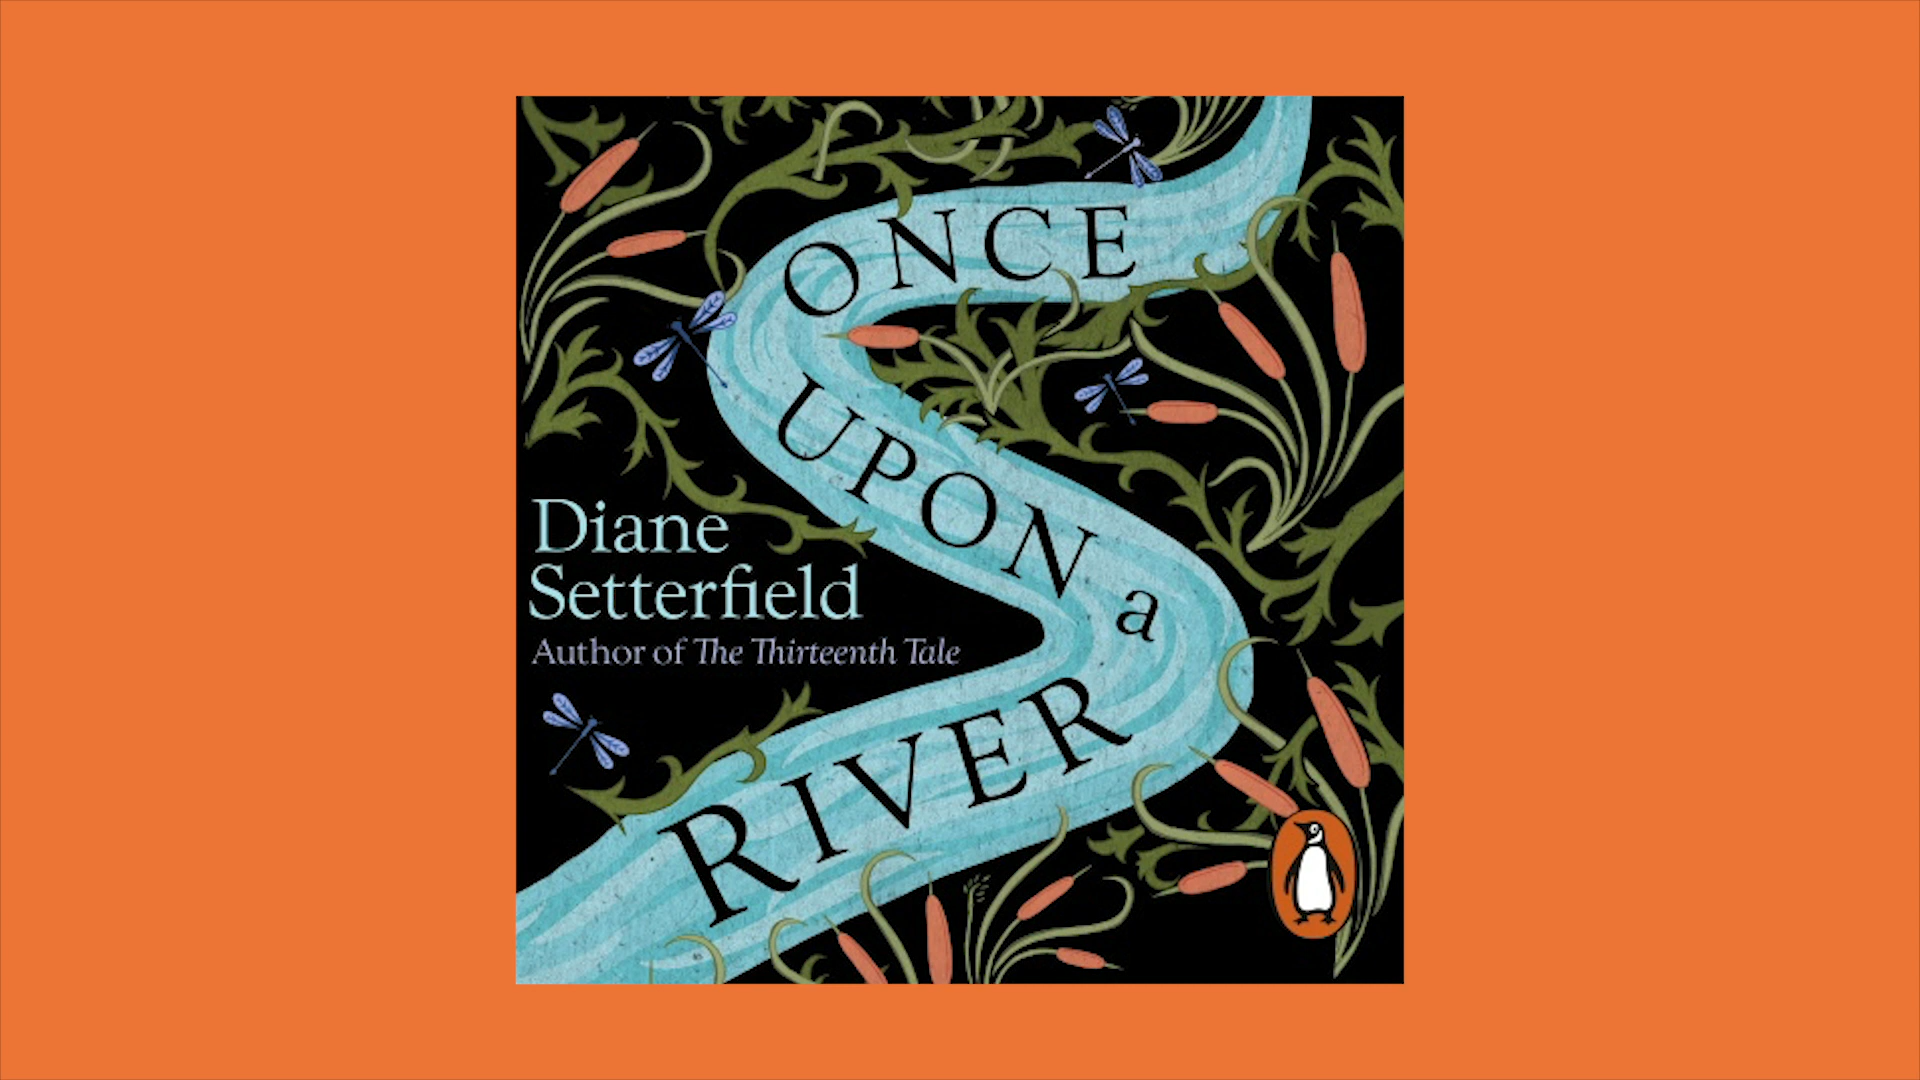 ONCE
UPON a
RIVER
Diane
Setterfield
Author of The Thirteenth Tale